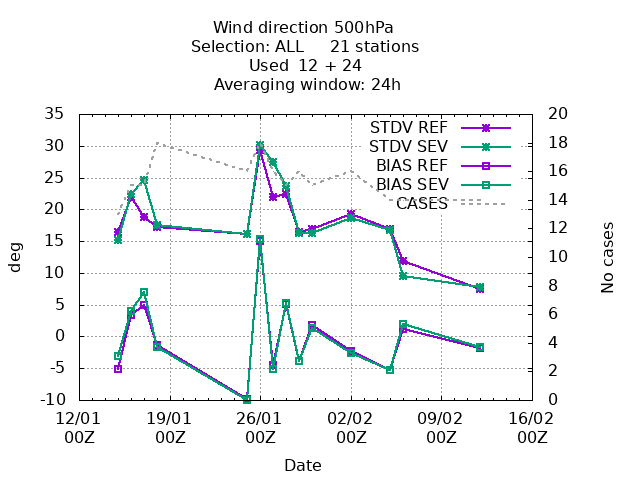 Wind direction 500hPa
Selection: ALL 21 stations
Used 12 + 24
Averaging window: 24h
35
30
25
20
15
10
5
0
-5
-10
deg
20
18
16
14
12
10
8
6
4
2
0
No cases
STDV REF
STDV SEV
BIAS REF
BIAS SEV
CASES
12/01 19/01 26/01 02/02 09/02 16/02
00Z 00Z 00Z 00Z 00Z 00Z
Date